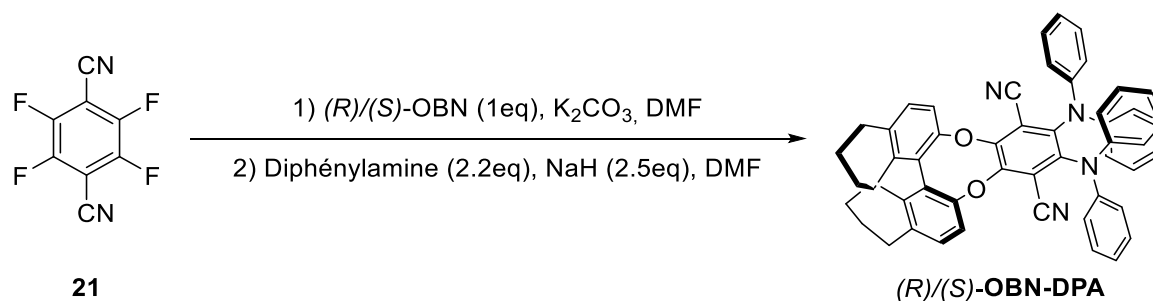 CN
F F
F F
CN
21
1) (R)/(S)-OBN (1eq), K₂CO₃, DMF
2) Diphénylamine (2.2eq), NaH (2.5eq), DMF
NC
N
O
O
N
CN
(R)/(S)-OBN-DPA